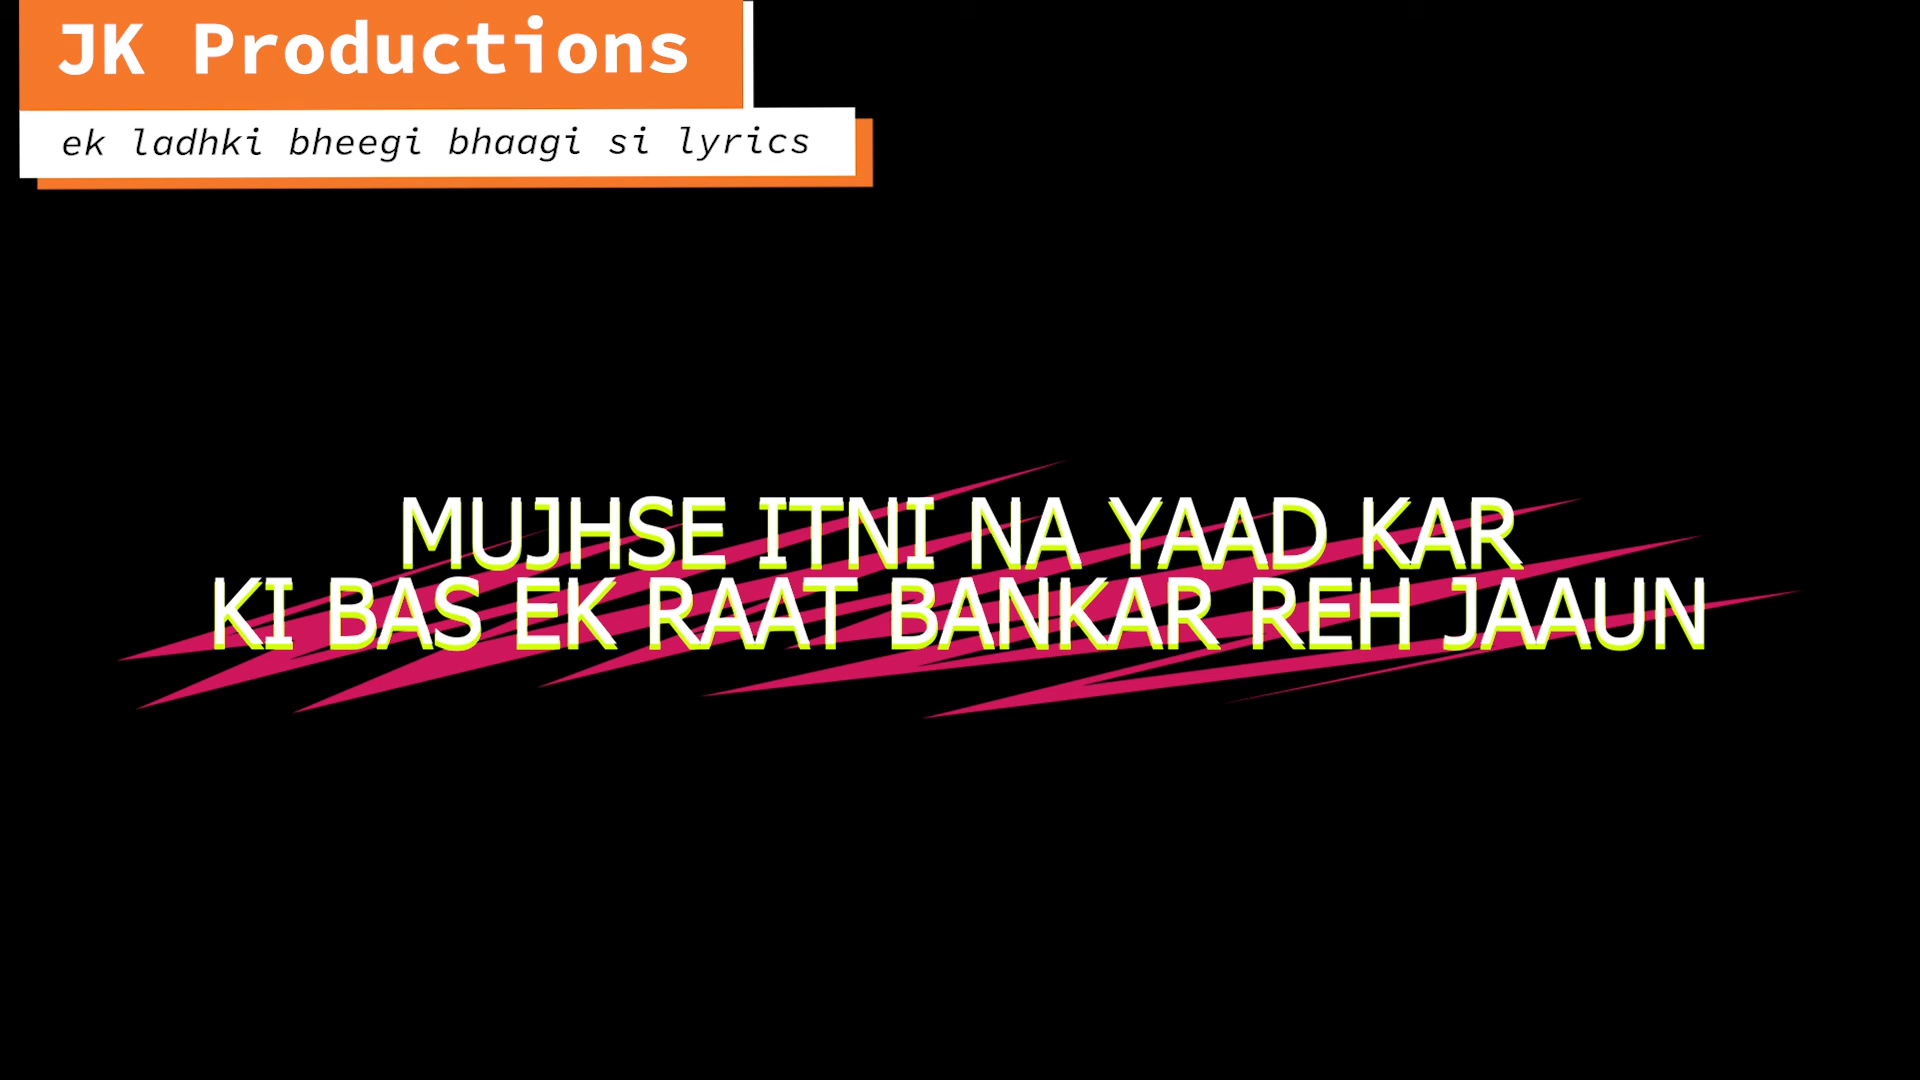 JK Productions
ek ladhki bheegi bhaagi si lyrics
MUJHSE ITNI NA YAAD KAR
KI BAS EK RAAT BANKAR REH JAAUN